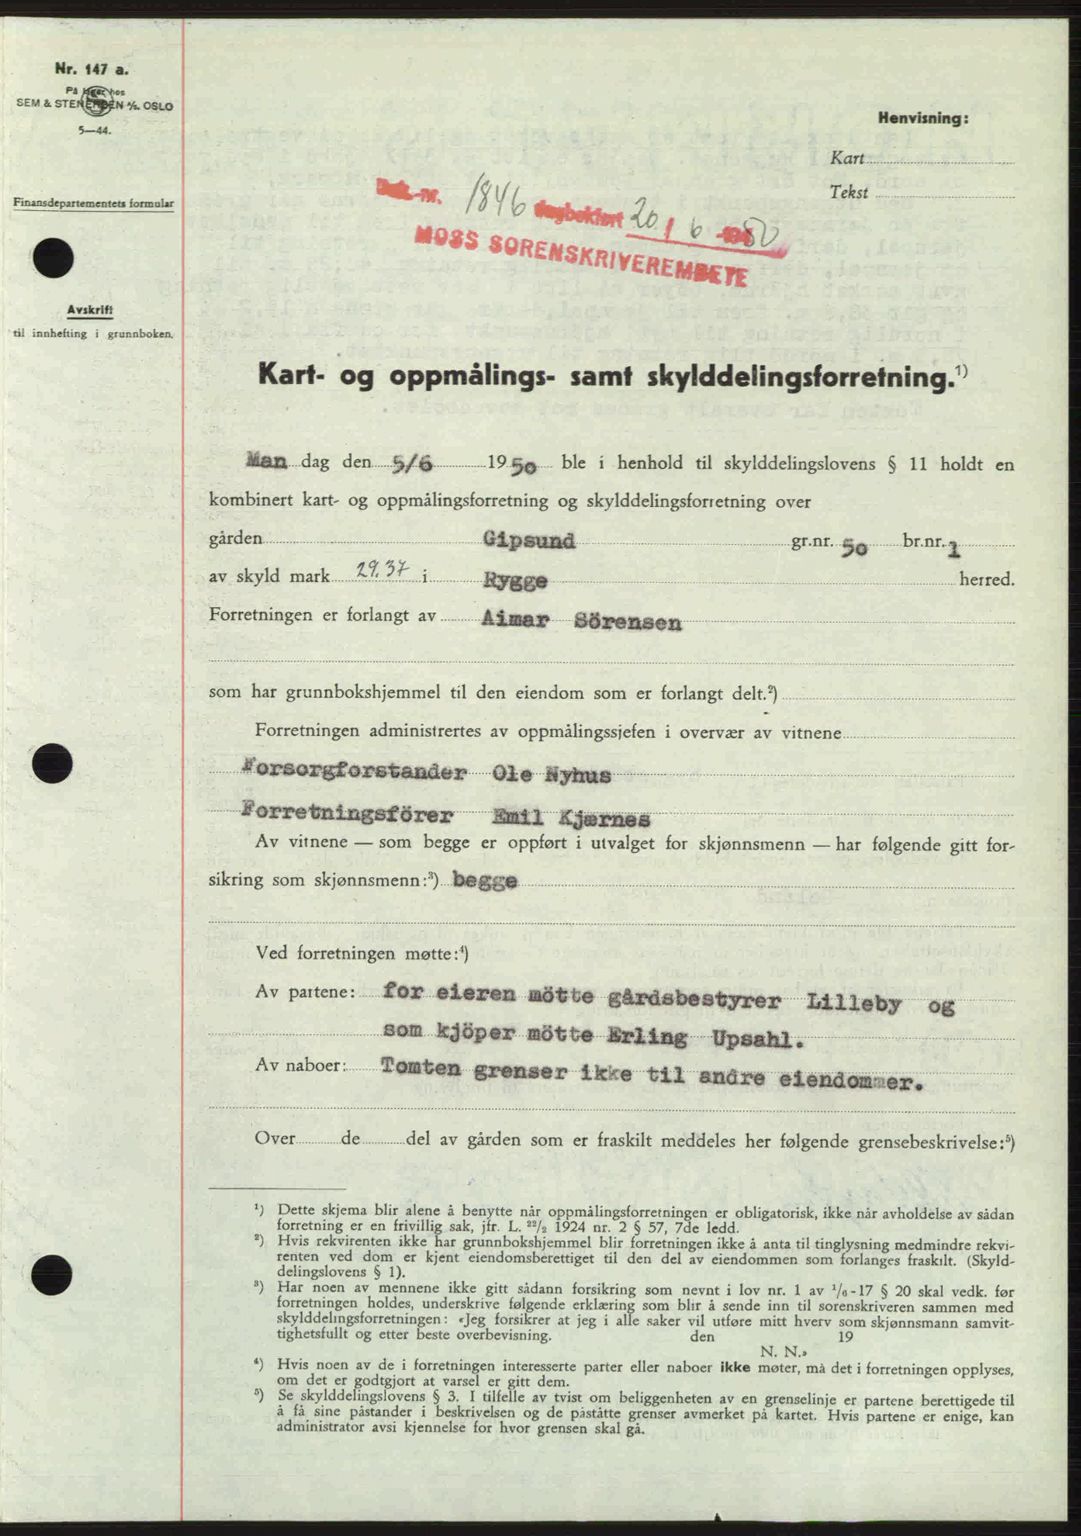 Nr. 147 a.
På lager hos
SEM & STENERSEN A/S. OSLO
5—44.
Finansdepartementets formular
Avskrift
til innhefting i grunnboken.
Henvisning:
Kart
Tekst
Dok.-nr. 1846 dagbokført 20/6 1950
MOSS SORENSKRIVEREMBETE
Kart- og oppmålings- samt skylddelingsforretning.¹)
Man dag den 5/6 19 50 ble i henhold til skylddelingslovens § 11 holdt en
kombinert kart- og oppmålingsforretning og skylddelingsforretning over
gården Gipsund gr.nr. 50 br.nr. 1
av skyld mark 29.37 i Rygge herred.
Forretningen er forlangt av Aimar Sörensen
som har grunnbokshjemmel til den eiendom som er forlangt delt.²)
Forretningen administrertes av oppmålingssjefen i overvær av vitnene
Forsorgforstander Ole Nyhus
Forretningsförer Emil Kjærnes
Av vitnene — som begge er oppført i utvalget for skjønnsmenn — har følgende gitt for-
sikring som skjønnsmenn:³) begge
Ved forretningen møtte:⁴)
Av partene: for eieren mötte gårdsbestyrer Lilleby og
som kjöper mötte Erling Upsahl.
Av naboer: Tomten grenser ikke til andre eiendommer.
Over de del av gården som er fraskilt meddeles her følgende grensebeskrivelse:⁵)
¹) Dette skjema blir alene å benytte når oppmålingsforretningen er obligatorisk, ikke når avholdelse av sådan
forretning er en frivillig sak, jfr. L. 22/2 1924 nr. 2 § 57, 7de ledd.
²) Hvis rekvirenten ikke har grunnbokshjemmel blir forretningen ikke å anta til tinglysning medmindre rekvi-
renten ved dom er kjent eiendomsberettiget til den del av eiendommen som forlanges fraskilt. (Skyld-
delingslovens § 1).
³) Har noen av mennene ikke gitt sådann forsikring som nevnt i lov nr. 1 av 1/6-17 § 20 skal vedk. før
forretningen holdes, underskrive følgende erklæring som blir å sende inn til sorenskriveren sammen med
skylddelingsforretningen: «Jeg forsikrer at jeg i alle saker vil utføre mitt hverv som skjønnsmann samvit-
tighetsfullt og etter beste overbevisning. den 19
N. N.»
⁴) Hvis noen av de i forretningen interesserte parter eller naboer ikke møter, må det i forretningen opplyses,
om det er godtgjort at varsel er gitt dem.
⁵) Se skylddelingslovens § 3. I tilfelle av tvist om beliggenheten av en grenselinje er partene berettigede til
å få sine påstander i beskrivelsen og de påståtte grenser avmerket på kartet. Hvis partene er enige, kan
administrator avsi kjennelse for hvor grensen skal gå.